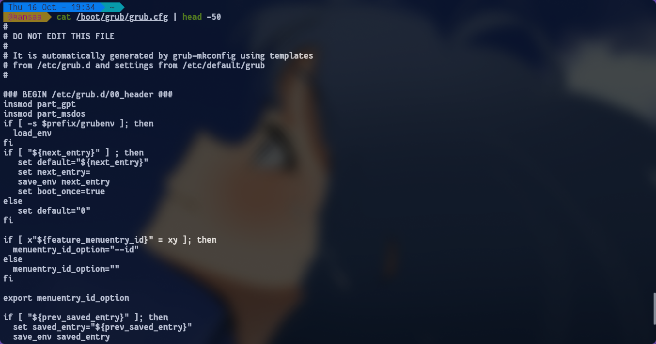 Thu 16 Oct - 19:34 ~
cat /boot/grub/grub.cfg | head -50
#
# DO NOT EDIT THIS FILE
#
# It is automatically generated by grub-mkconfig using templates
# from /etc/grub.d and settings from /etc/default/grub
#
### BEGIN /etc/grub.d/00_header ###
insmod part_gpt
insmod part_msdos
if [ -s $prefix/grubenv ]; then
  load_env
fi
if [ "${next_entry}" ] ; then
   set default="${next_entry}"
   set next_entry=
   save_env next_entry
   set boot_once=true
else
   set default="0"
fi
if [ x"${feature_menuentry_id}" = xy ]; then
  menuentry_id_option="--id"
else
  menuentry_id_option=""
fi
export menuentry_id_option
if [ "${prev_saved_entry}" ]; then
  set saved_entry="${prev_saved_entry}"
  save_env saved_entry